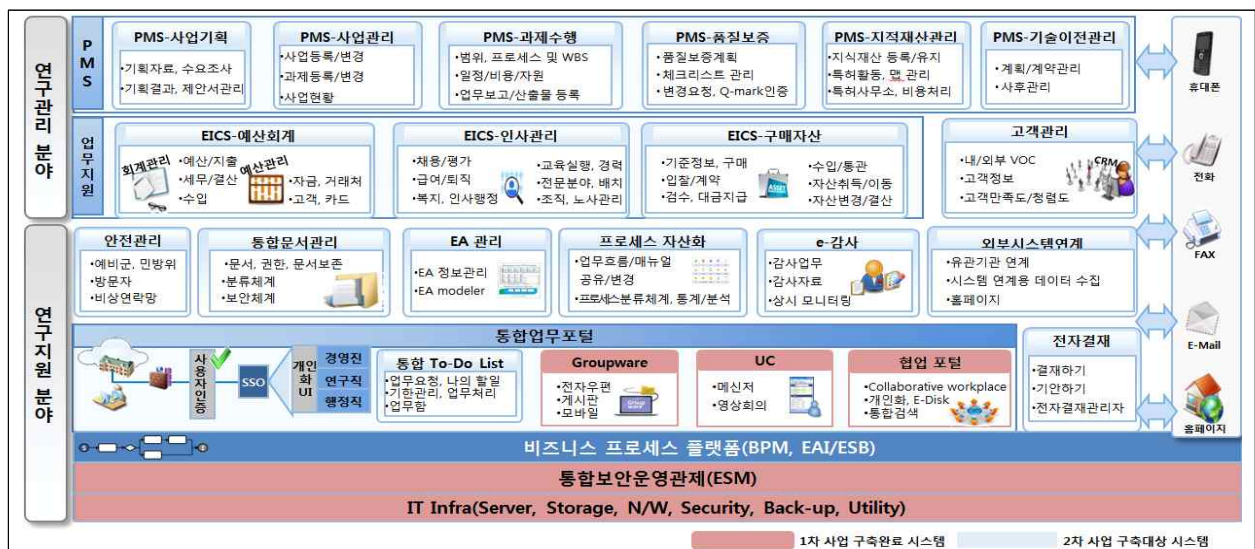 연구관리 분야
PMS
PMS-사업기획
•기획자료, 수요조사
•기획결과, 제안서관리
PMS-사업관리
•사업등록/변경
•과제등록/변경
•사업현황
PMS-과제수행
•범위, 프로세스 및 WBS
•일정/비용/자원
•업무보고/산출물 등록
PMS-품질보증
•품질보증계획
•체크리스트 관리
•변경요청, Q-mark인증
PMS-지적재산관리
•지식재산 등록/유지
•특허활동, 맵 관리
•특허사무소, 비용처리
PMS-기술이전관리
•계획/계약관리
•사후관리
업무지원
EICS-예산회계
회계관리
•예산/지출
•세무/결산
•수입
예산관리
•자금, 거래처
•고객, 카드
EICS-인사관리
•채용/평가
•급여/퇴직
•복지, 인사행정
•교육실행, 경력
•전문분야, 배치
•조직, 노사관리
EICS-구매자산
•기준정보, 구매
•입찰/계약
•검수, 대금지급
ASSET
•수입/통관
•자산취득/이동
•자산변경/결산
고객관리
•내/외부 VOC
•고객정보
•고객만족도/청렴도
CRM
연구지원 분야
안전관리
•예비군, 민방위
•방문자
•비상연락망
통합문서관리
•문서, 권한, 문서보존
•분류체계
•보안체계
EA 관리
•EA 정보관리
•EA modeler
프로세스 자산화
•업무흐름/매뉴얼
공유/변경
•프로세스분류체계, 통계/분석
e-감사
•감사업무
•감사자료
•상시 모니터링
외부시스템연계
•유관기관 연계
•시스템 연계용 데이터 수집
•홈페이지
통합업무포털
사용자인증
SSO
개인화UI
경영진
연구직
행정직
통합 To-Do List
•업무요청, 나의 할일
•기한관리, 업무처리
•업무함
Groupware
•전자우편
•게시판
•모바일
UC
•메신저
•영상회의
협업 포털
•Collaborative workplace
•개인화, E-Disk
•통합검색
전자결재
•결재하기
•기안하기
•전자결재관리자
휴대폰
전화
FAX
E-Mail
홈페이지
비즈니스 프로세스 플랫폼(BPM, EAI/ESB)
통합보안운영관제(ESM)
IT Infra(Server, Storage, N/W, Security, Back-up, Utility)
1차 사업 구축완료 시스템
2차 사업 구축대상 시스템